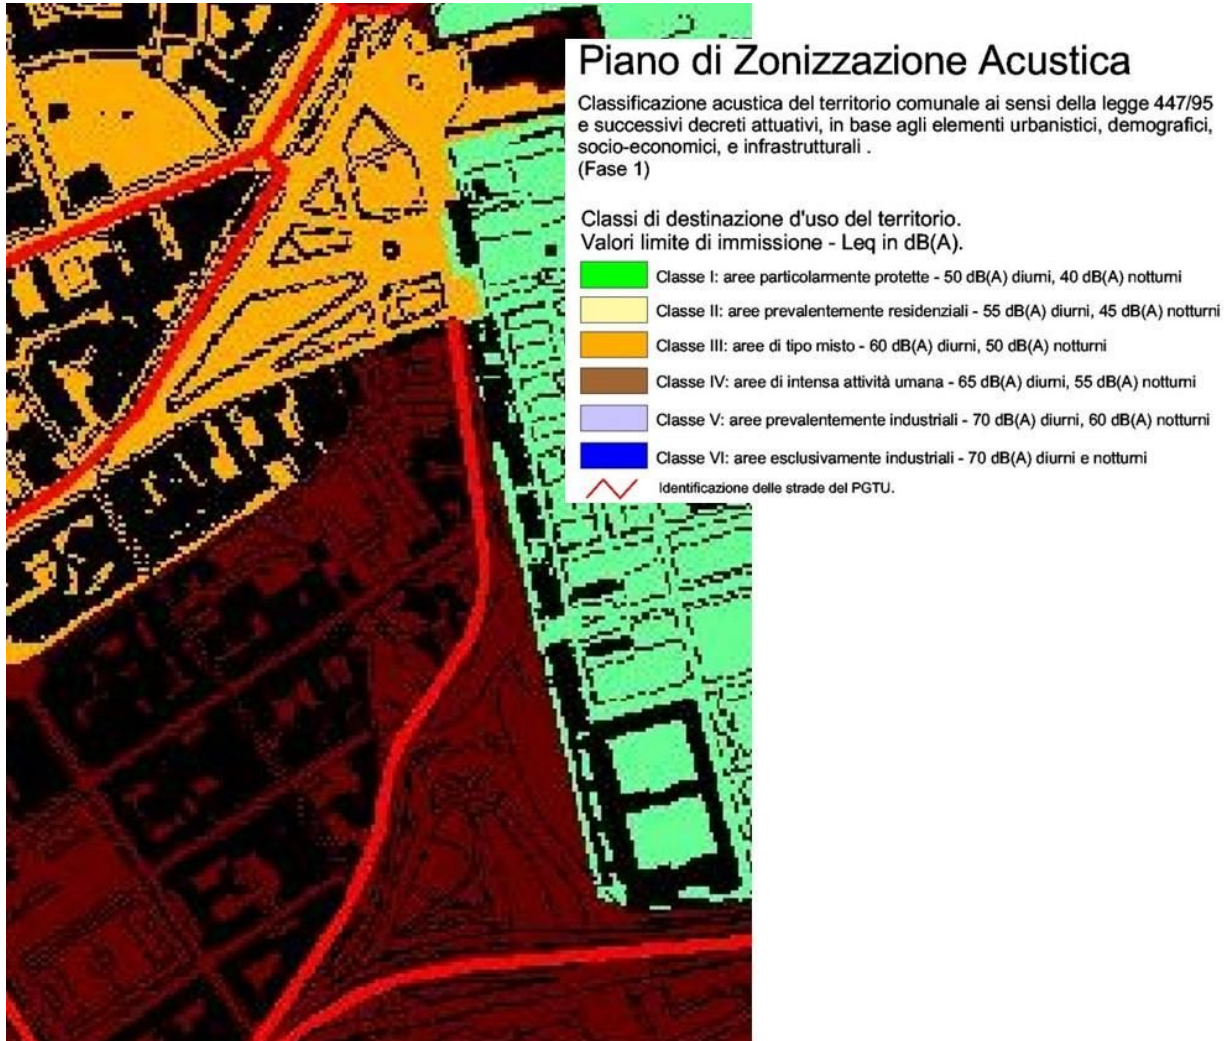 Piano di Zonizzazione Acustica
Classificazione acustica del territorio comunale ai sensi della legge 447/95
e successivi decreti attuativi, in base agli elementi urbanistici, demografici,
socio-economici, e infrastrutturali .
(Fase 1)
Classi di destinazione d'uso del territorio.
Valori limite di immissione - Leq in dB(A).
Classe I: aree particolarmente protette - 50 dB(A) diurni, 40 dB(A) notturni
Classe II: aree prevalentemente residenziali - 55 dB(A) diurni, 45 dB(A) notturni
Classe III: aree di tipo misto - 60 dB(A) diurni, 50 dB(A) notturni
Classe IV: aree di intensa attività umana - 65 dB(A) diurni, 55 dB(A) notturni
Classe V: aree prevalentemente industriali - 70 dB(A) diurni, 60 dB(A) notturni
Classe VI: aree esclusivamente industriali - 70 dB(A) diurni e notturni
Identificazione delle strade del PGTU.